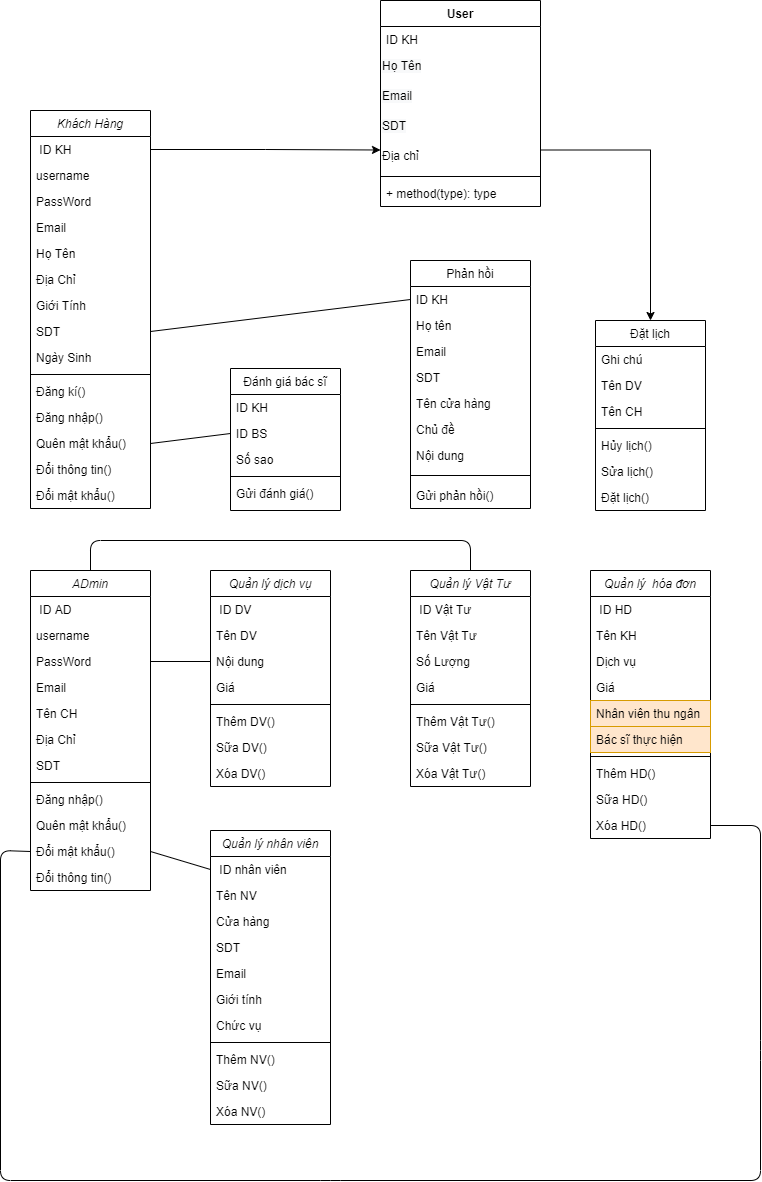 User
ID KH
Họ Tên
Email
SDT
Địa chỉ
+ method(type): type
Khách Hàng
ID KH
username
PassWord
Email
Họ Tên
Địa Chỉ
Giới Tính
SDT
Ngày Sinh
Đăng kí()
Đăng nhập()
Quên mật khẩu()
Đổi thông tin()
Đổi mật khẩu()
Đánh giá bác sĩ
ID KH
ID BS
Số sao
Gửi đánh giá()
Phản hồi
ID KH
Họ tên
Email
SDT
Tên cửa hàng
Chủ đề
Nội dung
Gửi phản hồi()
Đặt lịch
Ghi chú
Tên DV
Tên CH
Hủy lịch()
Sửa lịch()
Đặt lịch()
ADmin
ID AD
username
PassWord
Email
Tên CH
Địa Chỉ
SDT
Đăng nhập()
Quên mật khẩu()
Đổi mật khẩu()
Đổi thông tin()
Quản lý dịch vụ
ID DV
Tên DV
Nội dung
Giá
Thêm DV()
Sữa DV()
Xóa DV()
Quản lý Vật Tư
ID Vật Tư
Tên Vật Tư
Số Lượng
Giá
Thêm Vật Tư()
Sữa Vật Tư()
Xóa Vật Tư()
Quản lý hóa đơn
ID HD
Tên KH
Dịch vụ
Giá
Nhân viên thu ngân
Bác sĩ thực hiện
Thêm HD()
Sữa HD()
Xóa HD()
Quản lý nhân viên
ID nhân viên
Tên NV
Cửa hàng
SDT
Email
Giới tính
Chức vụ
Thêm NV()
Sữa NV()
Xóa NV()